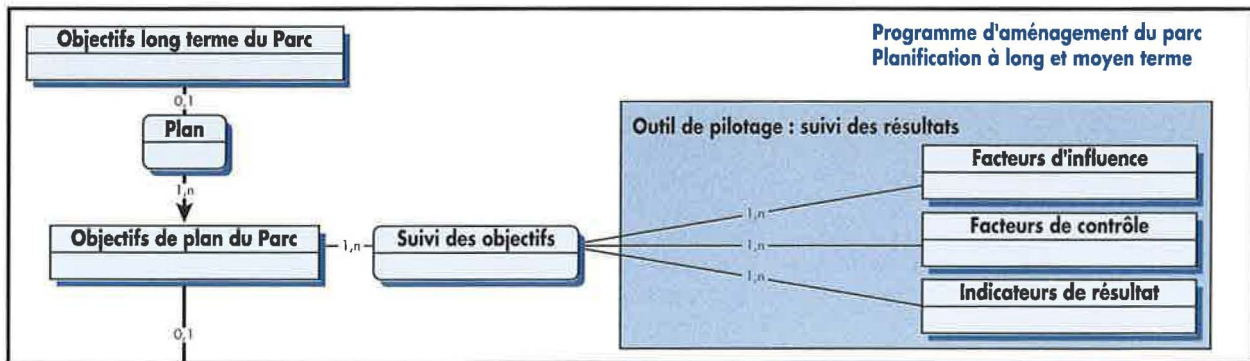 Programme d'aménagement du parc
Planification à long et moyen terme
Objectifs long terme du Parc
0,1
Plan
1,n
Objectifs de plan du Parc
1,n
Suivi des objectifs
0,1
Outil de pilotage : suivi des résultats
1,n
Facteurs d'influence
1,n
Facteurs de contrôle
1,n
Indicateurs de résultat